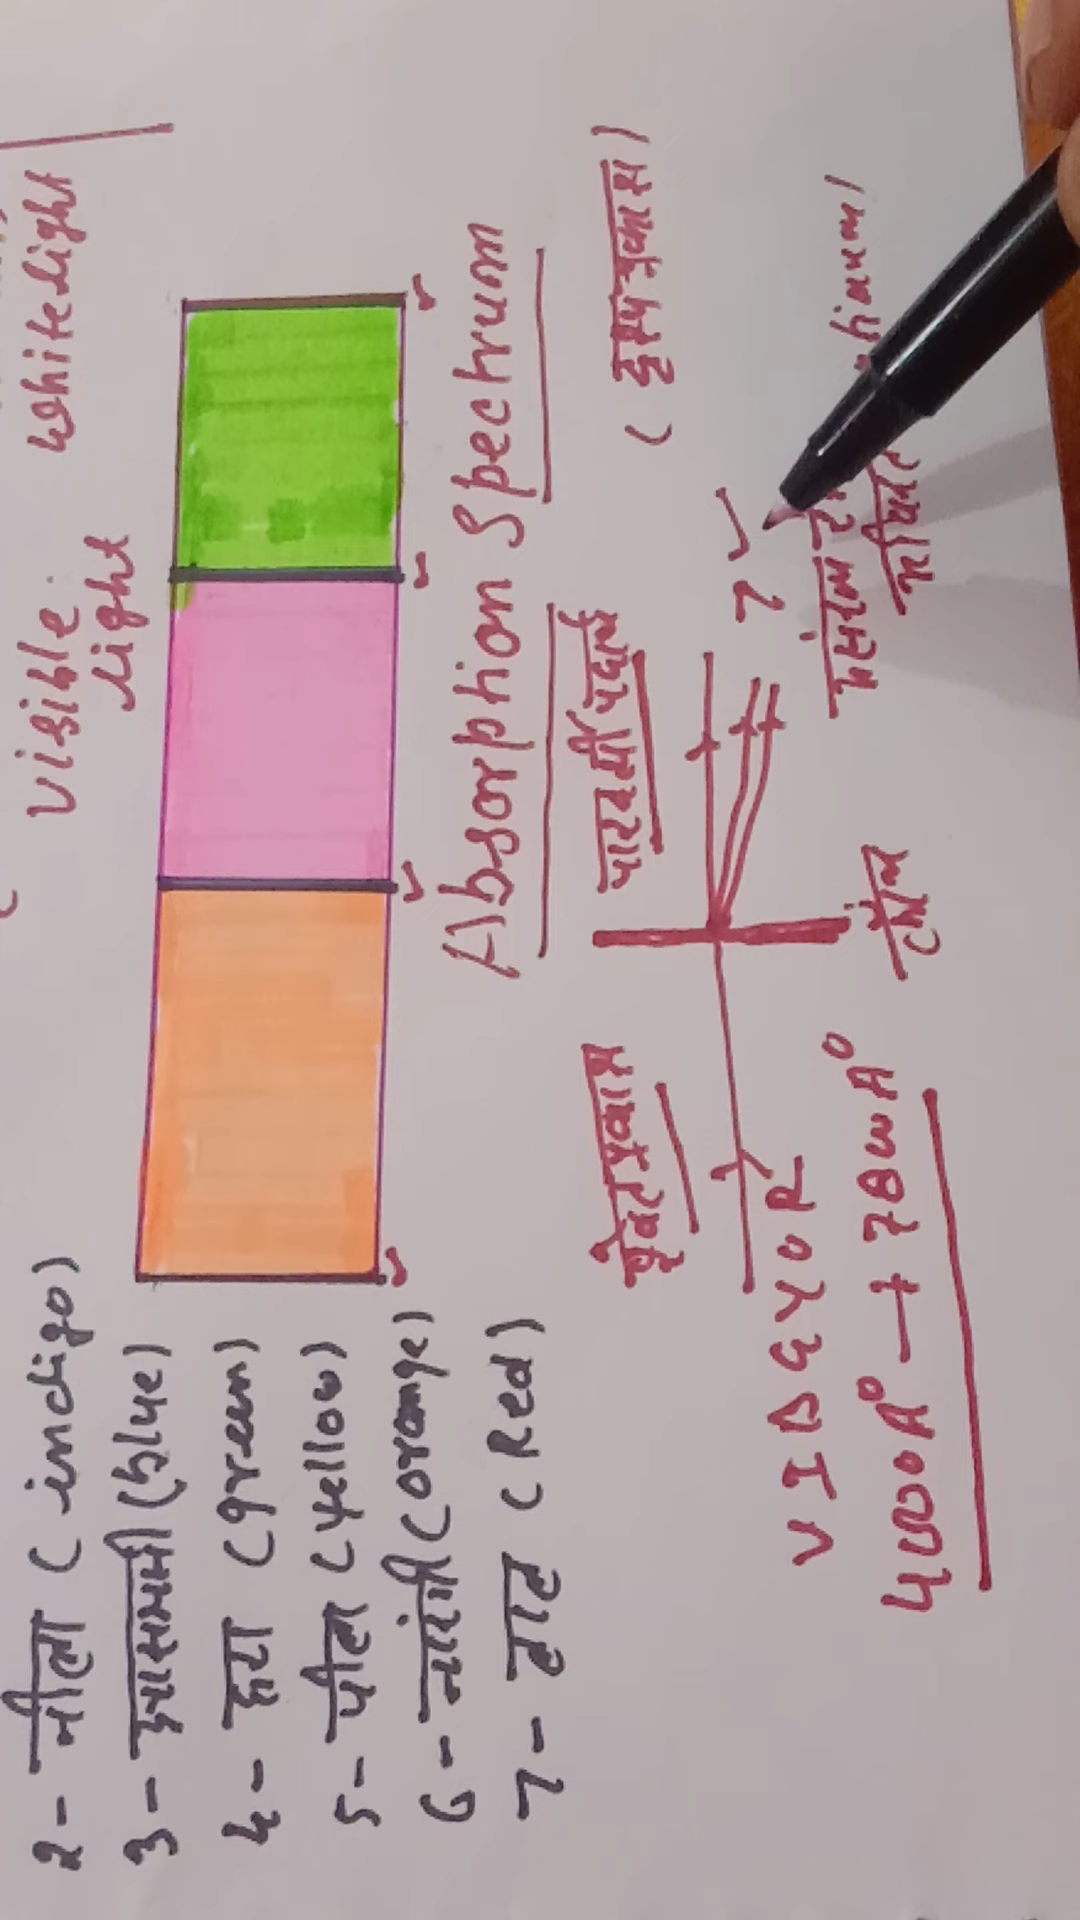 Visible light
White light
2- नीला (indigo)
3- आसमानी (blue)
4- हरा (green)
5- पीला (yellow)
6- नारंगी (orange)
7- लाल (Red)
Absorption Spectrum
श्वेत प्रकाश
पारदर्शी पदार्थ
(दृश्य प्रकाश)
7
VIBGYOR
4000A° → 7800A°